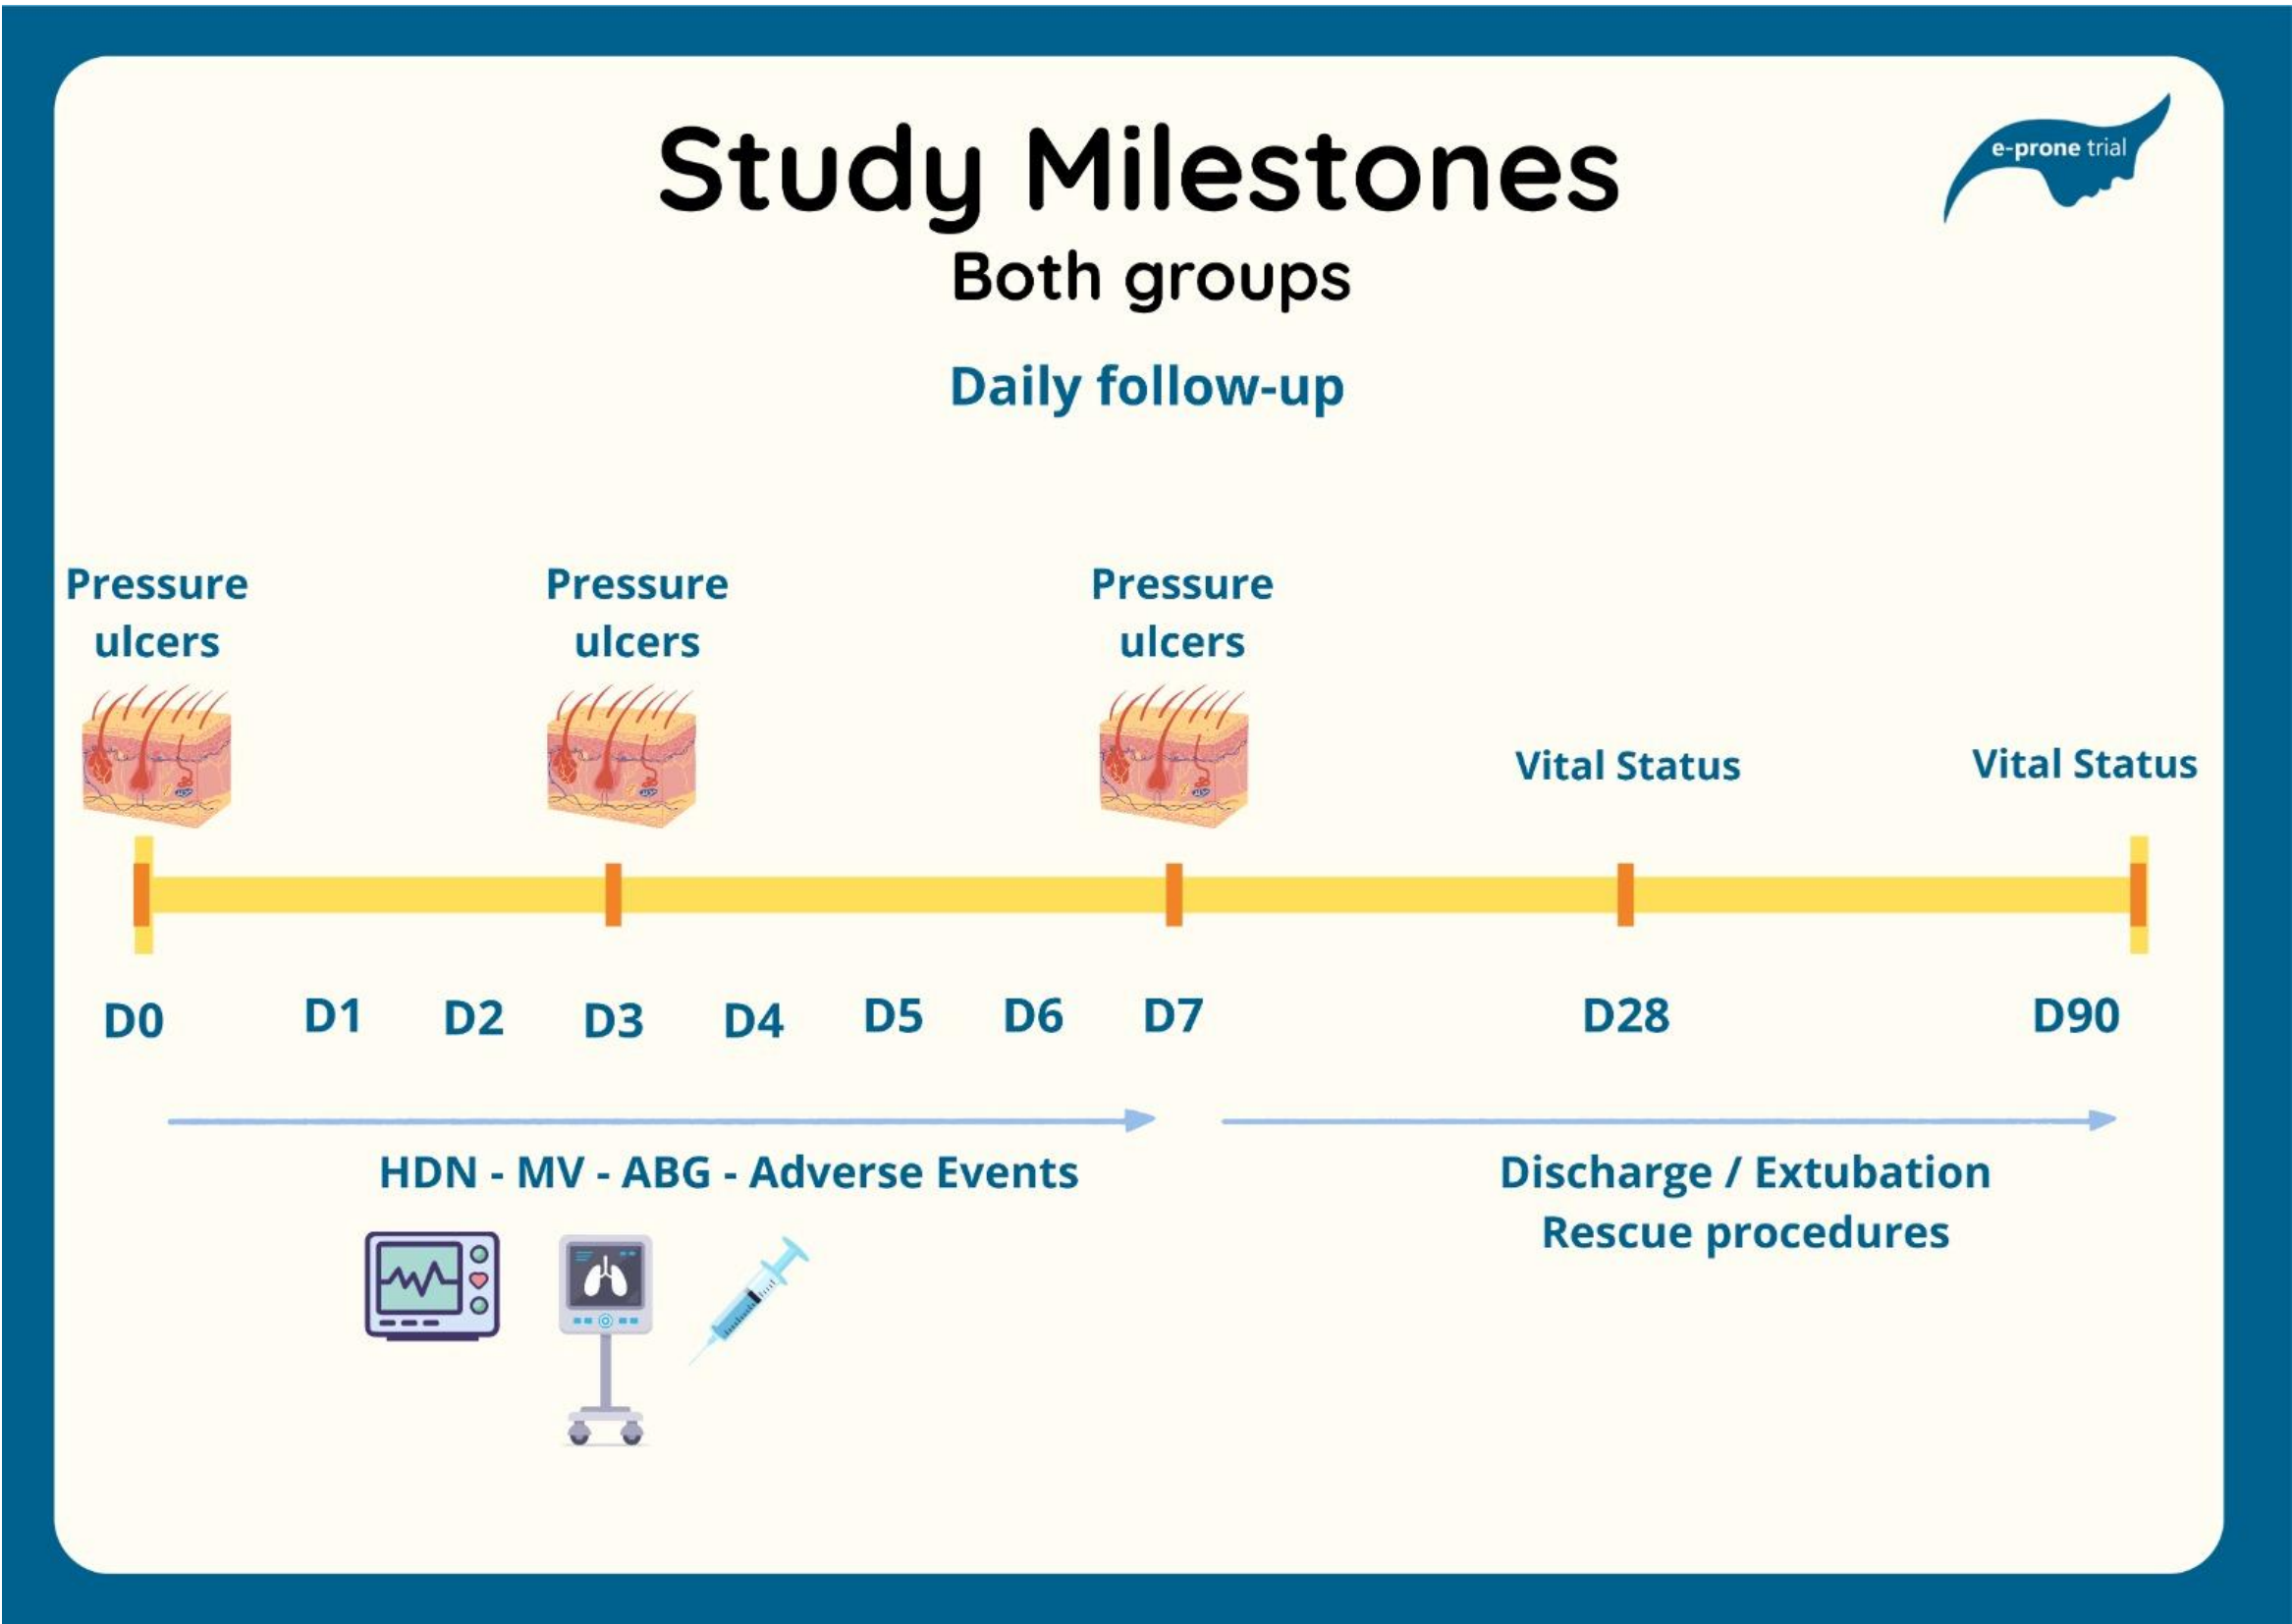 Study Milestones
e-prone trial
Both groups
Daily follow-up
Pressure
ulcers
Pressure
ulcers
Pressure
ulcers
Vital Status
Vital Status
D0
D1
D2
D3
D4
D5
D6
D7
D28
D90
HDN - MV - ABG - Adverse Events
Discharge / Extubation
Rescue procedures